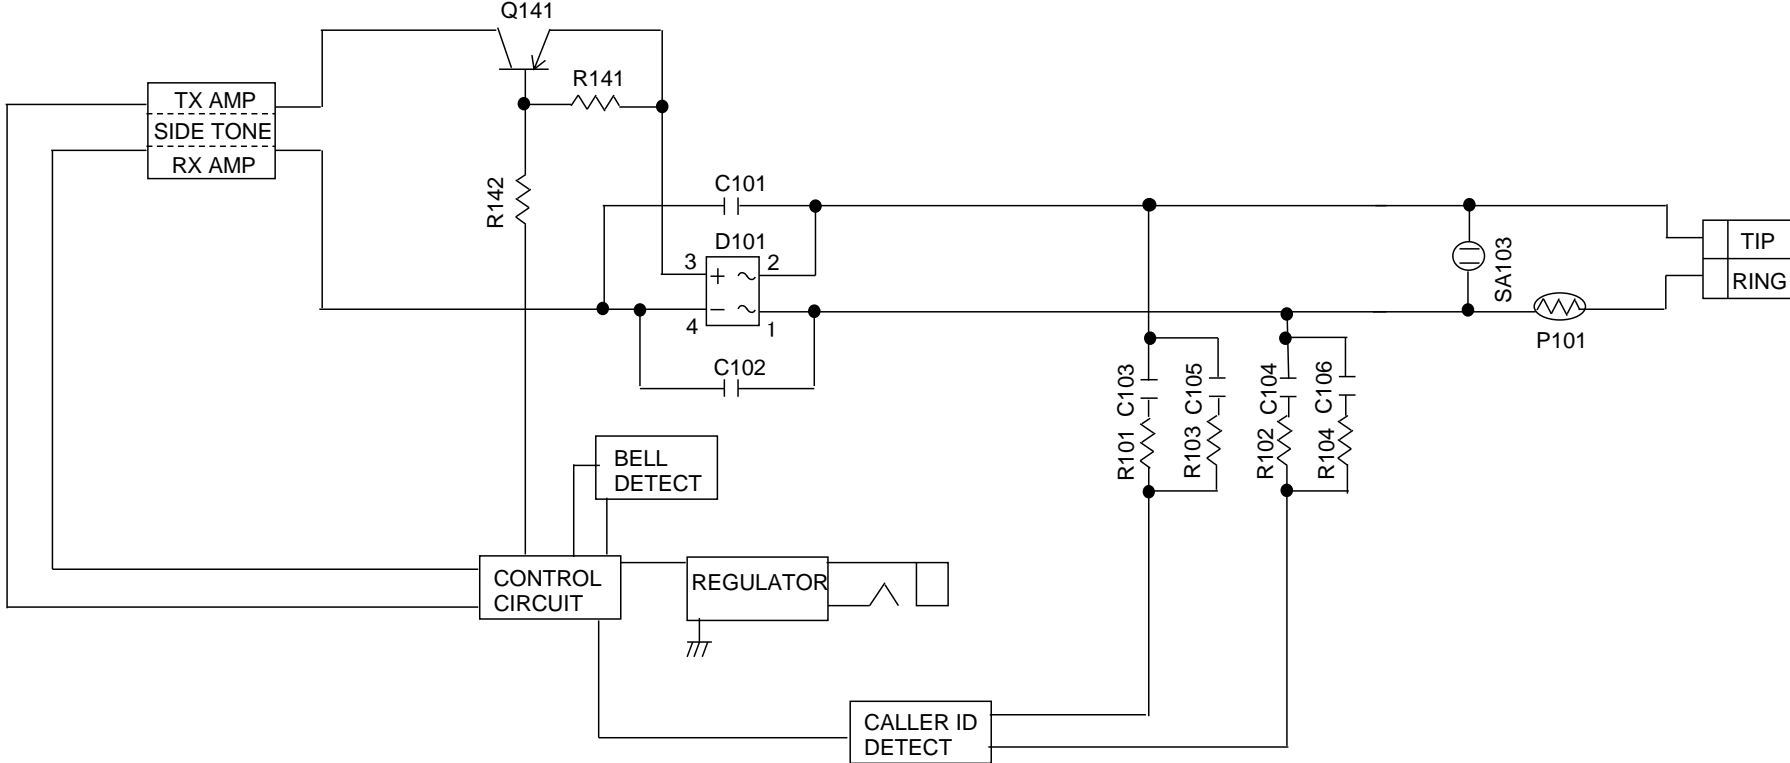 Q141
R141
TX AMP
SIDE TONE
RX AMP
R142
C101
D101
3
+
~
2
TIP
RING
SA103
−
~
4
1
P101
C102
C103
C105
C104
C106
R101
R103
R102
R104
BELL
DETECT
CONTROL
CIRCUIT
REGULATOR
CALLER ID
DETECT